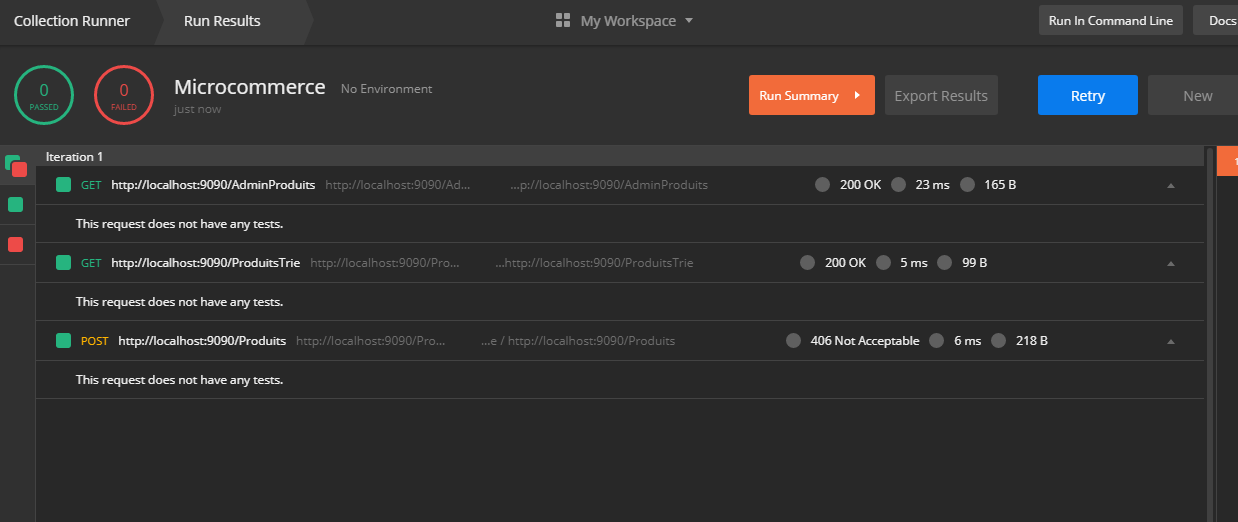 Collection Runner Run Results My Workspace Run In Command Line Docs
0 PASSED 0 FAILED Microcommerce No Environment Run Summary Export Results Retry New
just now
Iteration 1
GET http://localhost:9090/AdminProduits http://localhost:9090/Ad... ...p://localhost:9090/AdminProduits 200 OK 23 ms 165 B
This request does not have any tests.
GET http://localhost:9090/ProduitsTrie http://localhost:9090/Pro... ...http://localhost:9090/ProduitsTrie 200 OK 5 ms 99 B
This request does not have any tests.
POST http://localhost:9090/Produits http://localhost:9090/Pro... ...e / http://localhost:9090/Produits 406 Not Acceptable 6 ms 218 B
This request does not have any tests.